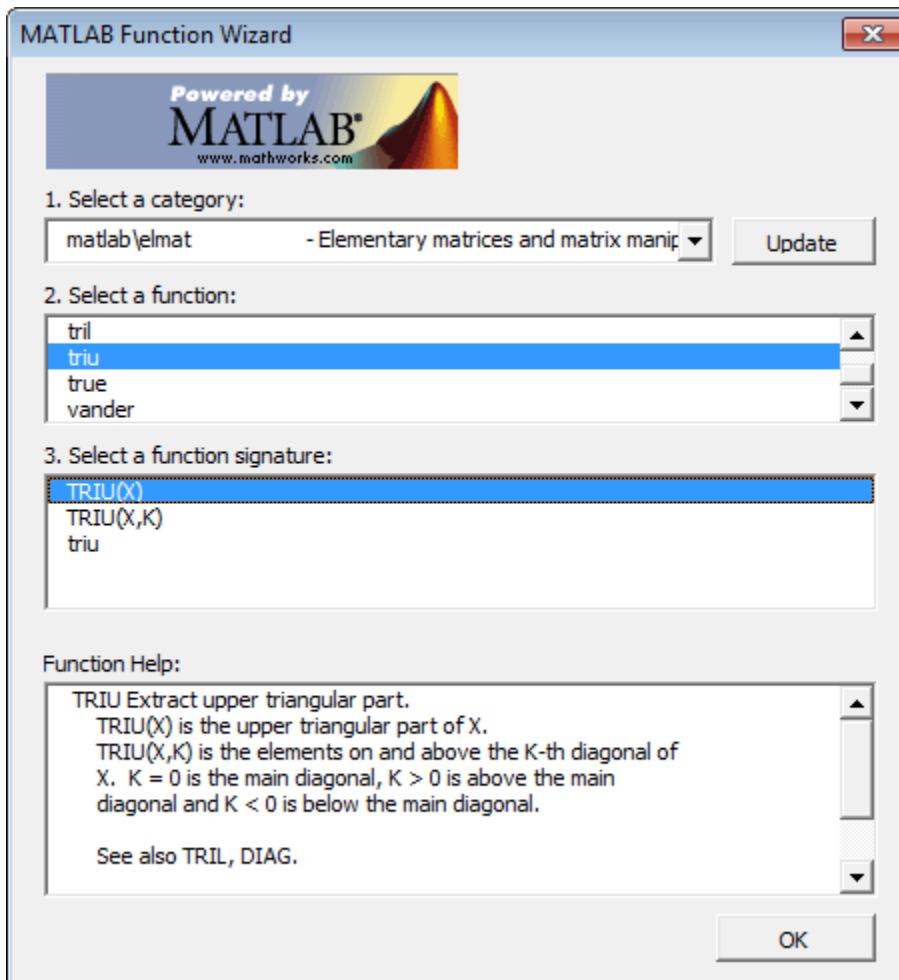 MATLAB Function Wizard
Powered by
MATLAB®
www.mathworks.com
1. Select a category:
matlab\elmat - Elementary matrices and matrix manip
Update
2. Select a function:
tril
triu
true
vander
3. Select a function signature:
TRIU(X)
TRIU(X,K)
triu
Function Help:
TRIU Extract upper triangular part.
TRIU(X) is the upper triangular part of X.
TRIU(X,K) is the elements on and above the K-th diagonal of
X. K = 0 is the main diagonal, K > 0 is above the main
diagonal and K < 0 is below the main diagonal.
See also TRIL, DIAG.
OK